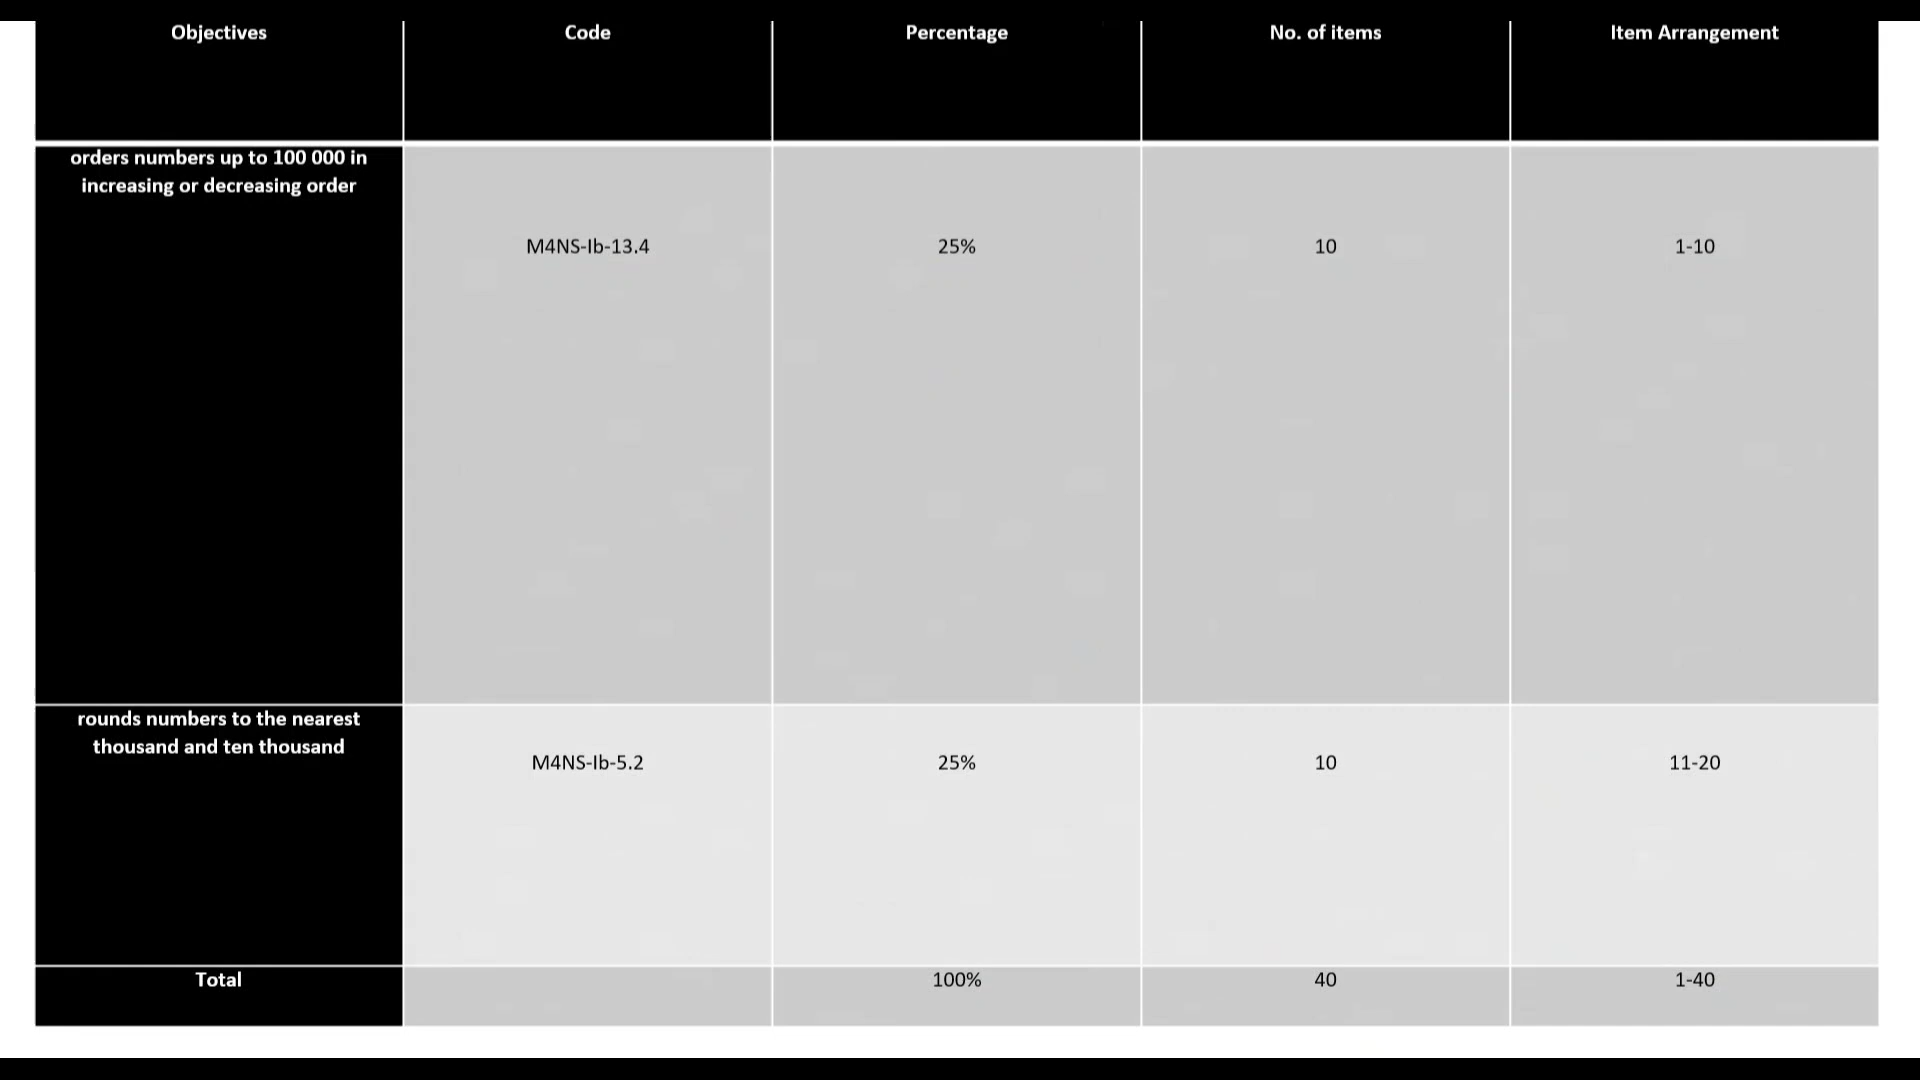 Objectives Code Percentage No. of items Item Arrangement
orders numbers up to 100 000 in
increasing or decreasing order
M4NS-Ib-13.4 25% 10 1-10
rounds numbers to the nearest
thousand and ten thousand
M4NS-Ib-5.2 25% 10 11-20
Total 100% 40 1-40